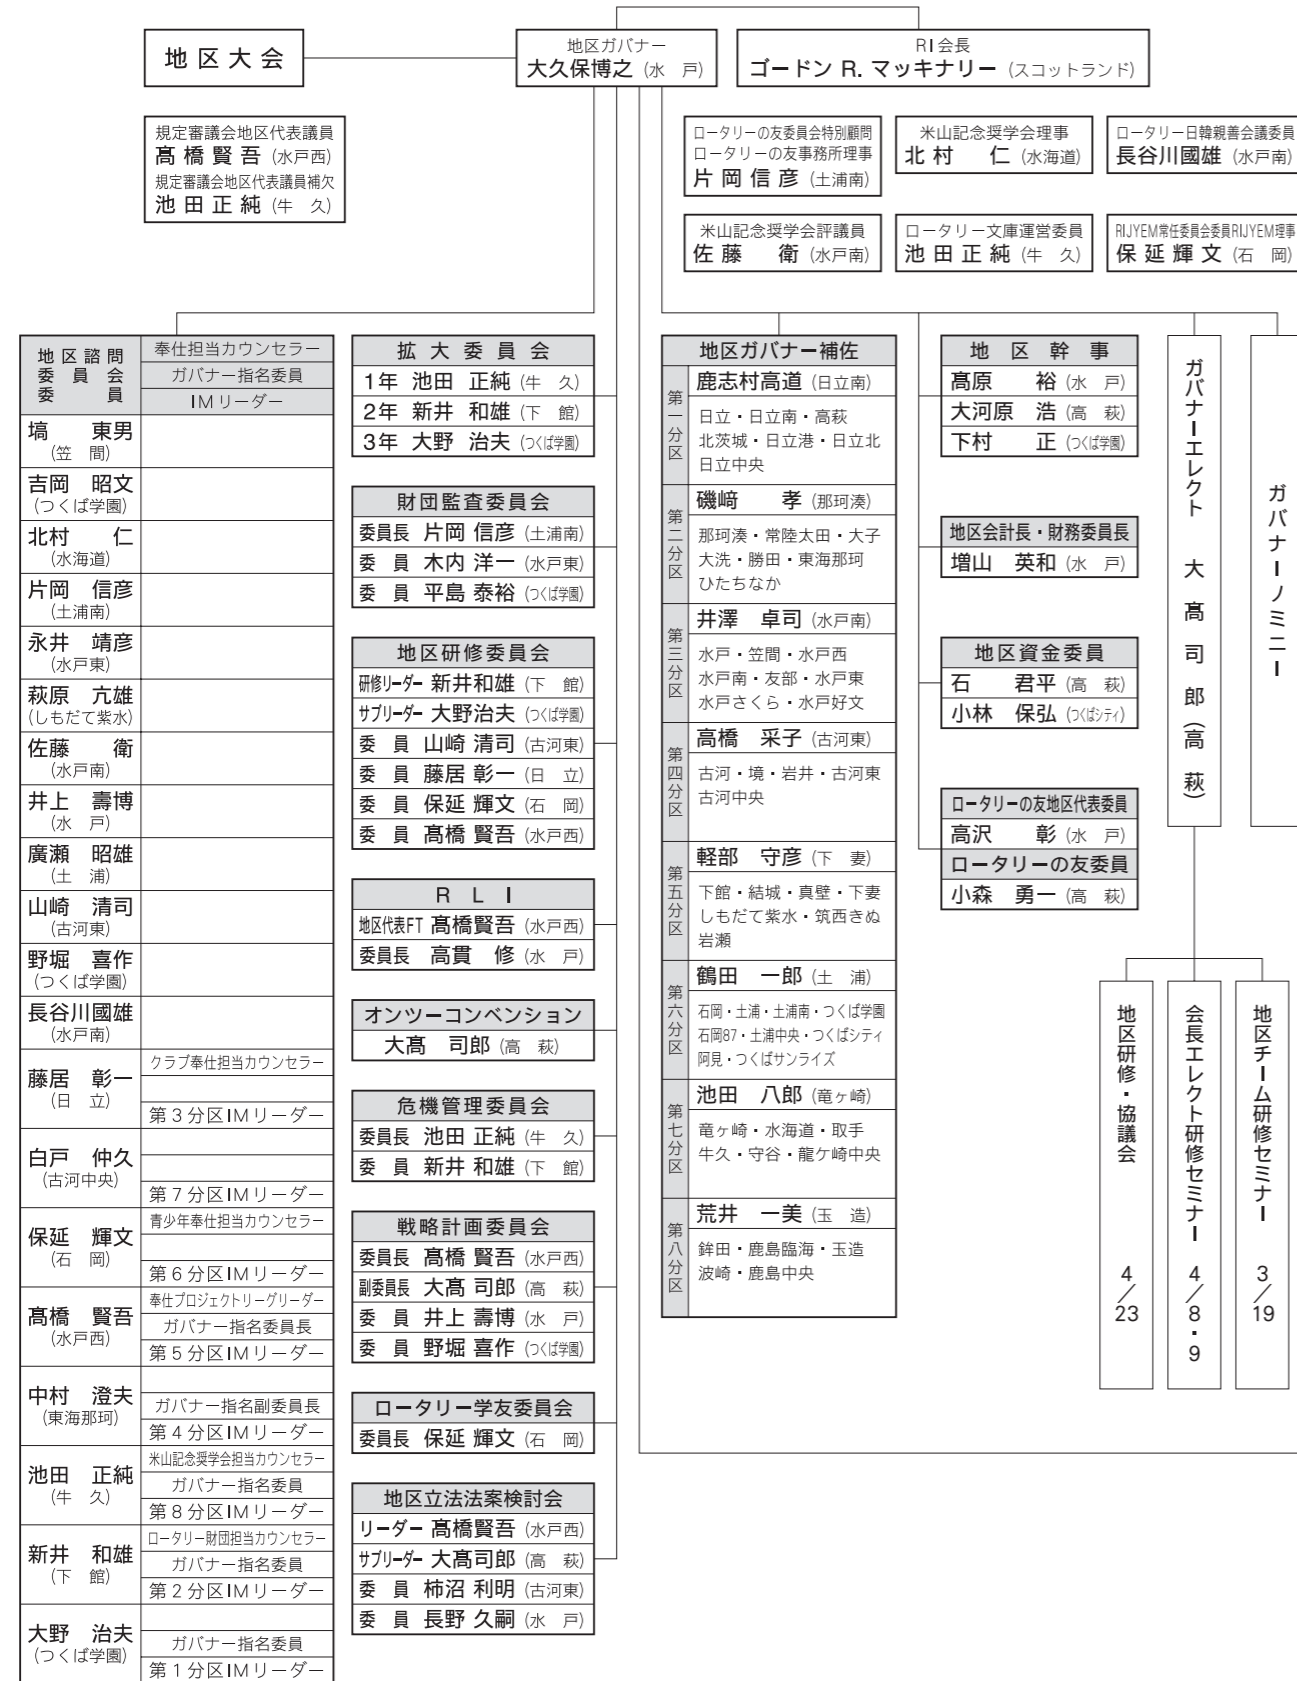 地区大会
地区ガバナー
大久保博之（水　戸）
RI会長
ゴードン R. マッキナリー（スコットランド）
規定審議会地区代表議員
髙橋賢吾（水戸西）
規定審議会地区代表議員補欠
池田正純（牛　久）
ロータリーの友委員会特別顧問
ロータリーの友事務所理事
片岡信彦（土浦南）
米山記念奨学会理事
北村　仁（水海道）
ロータリー日韓親善会議委員
長谷川國雄（水戸南）
米山記念奨学会評議員
佐藤　衛（水戸南）
ロータリー文庫運営委員
池田正純（牛　久）
RIJYEM常任委員会委員RIJYEM理事
保延輝文（石　岡）
地区諮問
委員会
委員
奉仕担当カウンセラー
ガバナー指名委員
IMリーダー
塙　東男
（笠　間）
吉岡　昭文
（つくば学園）
北村　仁
（水海道）
片岡　信彦
（土浦南）
永井　靖彦
（水戸東）
萩原　亢雄
（しもだて紫水）
佐藤　衛
（水戸南）
井上　壽博
（水　戸）
廣瀬　昭雄
（土　浦）
山崎　清司
（古河東）
野堀　喜作
（つくば学園）
長谷川國雄
（水戸南）
藤居　彰一
（日　立）
クラブ奉仕担当カウンセラー
第３分区IMリーダー
白戸　仲久
（古河中央）
第７分区IMリーダー
保延　輝文
（石　岡）
青少年奉仕担当カウンセラー
第６分区IMリーダー
髙橋　賢吾
（水戸西）
奉仕プロジェクトリーグリーダー
ガバナー指名委員長
第５分区IMリーダー
中村　澄夫
（東海那珂）
ガバナー指名副委員長
第４分区IMリーダー
池田　正純
（牛　久）
米山記念奨学会担当カウンセラー
ガバナー指名委員
第８分区IMリーダー
新井　和雄
（下　館）
ロータリー財団担当カウンセラー
ガバナー指名委員
第２分区IMリーダー
大野　治夫
（つくば学園）
ガバナー指名委員
第１分区IMリーダー
拡大委員会
1年 池田 正純（牛　久）
2年 新井 和雄（下　館）
3年 大野 治夫（つくば学園）
財団監査委員会
委員長 片岡 信彦（土浦南）
委　員 木内 洋一（水戸東）
委　員 平島 泰裕（つくば学園）
地区研修委員会
研修リーダー 新井和雄（下　館）
サブリーダー 大野治夫（つくば学園）
委　員 山崎 清司（古河東）
委　員 藤居 彰一（日　立）
委　員 保延 輝文（石　岡）
委　員 髙橋 賢吾（水戸西）
RLI
地区代表FT 髙橋賢吾（水戸西）
委員長 高貫　修（水　戸）
オンツーコンベンション
大髙　司郎（高　萩）
危機管理委員会
委員長 池田 正純（牛　久）
委　員 新井 和雄（下　館）
戦略計画委員会
委員長 髙橋 賢吾（水戸西）
副委員長 大髙 司郎（高　萩）
委　員 井上 壽博（水　戸）
委　員 野堀 喜作（つくば学園）
ロータリー学友委員会
委員長 保延 輝文（石　岡）
地区立法法案検討会
リーダー 髙橋賢吾（水戸西）
サブリーダー 大髙司郎（高　萩）
委　員 柿沼 利明（古河東）
委　員 長野 久嗣（水　戸）
地区ガバナー補佐
第一分区
鹿志村高道（日立南）
日立・日立南・高萩
北茨城・日立港・日立北
日立中央
第二分区
磯﨑　孝（那珂湊）
那珂湊・常陸太田・大子
大洗・勝田・東海那珂
ひたちなか
第三分区
井澤　卓司（水戸南）
水戸・笠間・水戸西
水戸南・友部・水戸東
水戸さくら・水戸好文
第四分区
高橋　采子（古河東）
古河・境・岩井・古河東
古河中央
第五分区
軽部　守彦（下　妻）
下館・結城・真壁・下妻
しもだて紫水・筑西きぬ
岩瀬
第六分区
鶴田　一郎（土　浦）
石岡・土浦・土浦南・つくば学園
石岡87・土浦中央・つくばシティ
阿見・つくばサンライズ
第七分区
池田　八郎（竜ヶ崎）
竜ヶ崎・水海道・取手
牛久・守谷・龍ケ崎中央
第八分区
荒井　一美（玉　造）
鉾田・鹿島臨海・玉造
波崎・鹿島中央
地区幹事
髙原　裕（水　戸）
大河原　浩（高　萩）
下村　正（つくば学園）
地区会計長・財務委員長
増山　英和（水　戸）
地区資金委員
石　君平（高　萩）
小林　保弘（つくばシティ）
ロータリーの友地区代表委員
高沢　彰（水　戸）
ロータリーの友委員
小森　勇一（高　萩）
ガバナーエレクト　大髙司郎（高　萩）
ガバナーノミニー
地区研修・協議会　4／23
会長エレクト研修セミナー　4／8・9
地区チーム研修セミナー　3／19